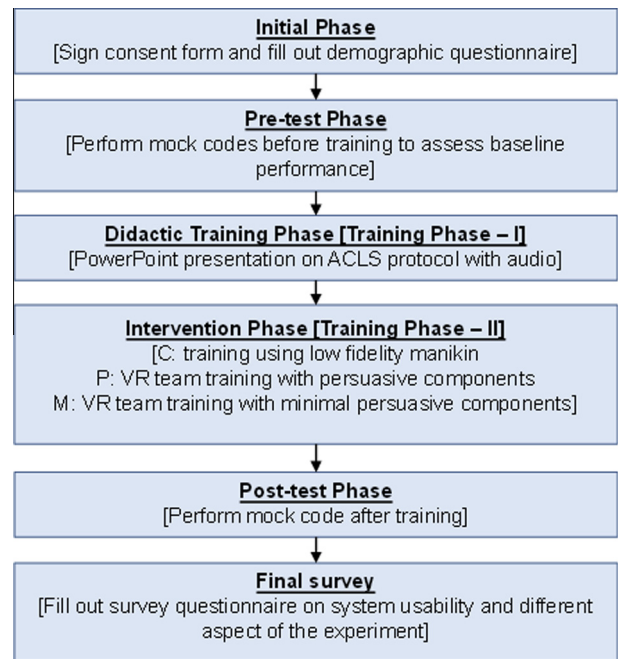 Initial Phase
[Sign consent form and fill out demographic questionnaire]
Pre-test Phase
[Perform mock codes before training to assess baseline
performance]
Didactic Training Phase [Training Phase – I]
[PowerPoint presentation on ACLS protocol with audio]
Intervention Phase [Training Phase – II]
[C: training using low fidelity manikin
P: VR team training with persuasive components
M: VR team training with minimal persuasive components]
Post-test Phase
[Perform mock code after training]
Final survey
[Fill out survey questionnaire on system usability and different
aspect of the experiment]